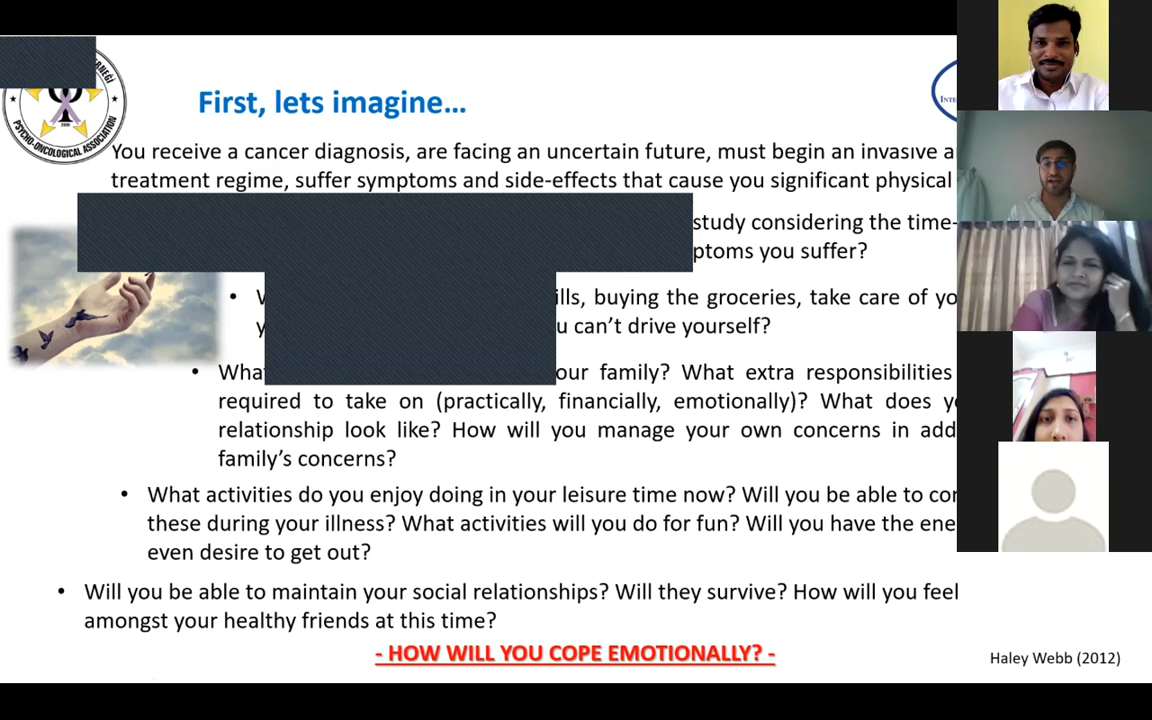 First, lets imagine...
You receive a cancer diagnosis, are facing an uncertain future, must begin an invasive a
treatment regime, suffer symptoms and side-effects that cause you significant physical
study considering the time-
ptoms you suffer?
• ills, buying the groceries, take care of yo
u can't drive yourself?
• What our family? What extra responsibilities
required to take on (practically, financially, emotionally)? What does y
relationship look like? How will you manage your own concerns in add
family's concerns?
• What activities do you enjoy doing in your leisure time now? Will you be able to con
these during your illness? What activities will you do for fun? Will you have the ene
even desire to get out?
• Will you be able to maintain your social relationships? Will they survive? How will you feel
amongst your healthy friends at this time?
- HOW WILL YOU COPE EMOTIONALLY? -
Haley Webb (2012)
PSYCHO-ONCOLOGICAL ASSOCIATION